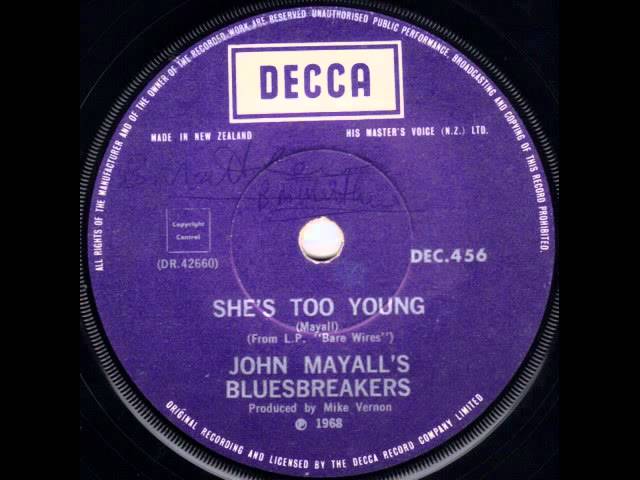 ALL RIGHTS OF THE MANUFACTURER AND OF THE OWNER OF THE RECORDED WORK ARE RESERVED UNAUTHORISED PUBLIC PERFORMANCE, BROADCASTING AND COPYING OF THIS RECORD PROHIBITED.
DECCA
MADE IN NEW ZEALAND HIS MASTER'S VOICE (N.Z.) LTD.
Copyright
Control
(DR.42660) DEC.456
SHE'S TOO YOUNG
(Mayall)
(From L.P. "Bare Wires")
JOHN MAYALL'S
BLUESBREAKERS
Produced by Mike Vernon
℗ 1968
ORIGINAL RECORDING AND LICENSED BY THE DECCA RECORD COMPANY LIMITED